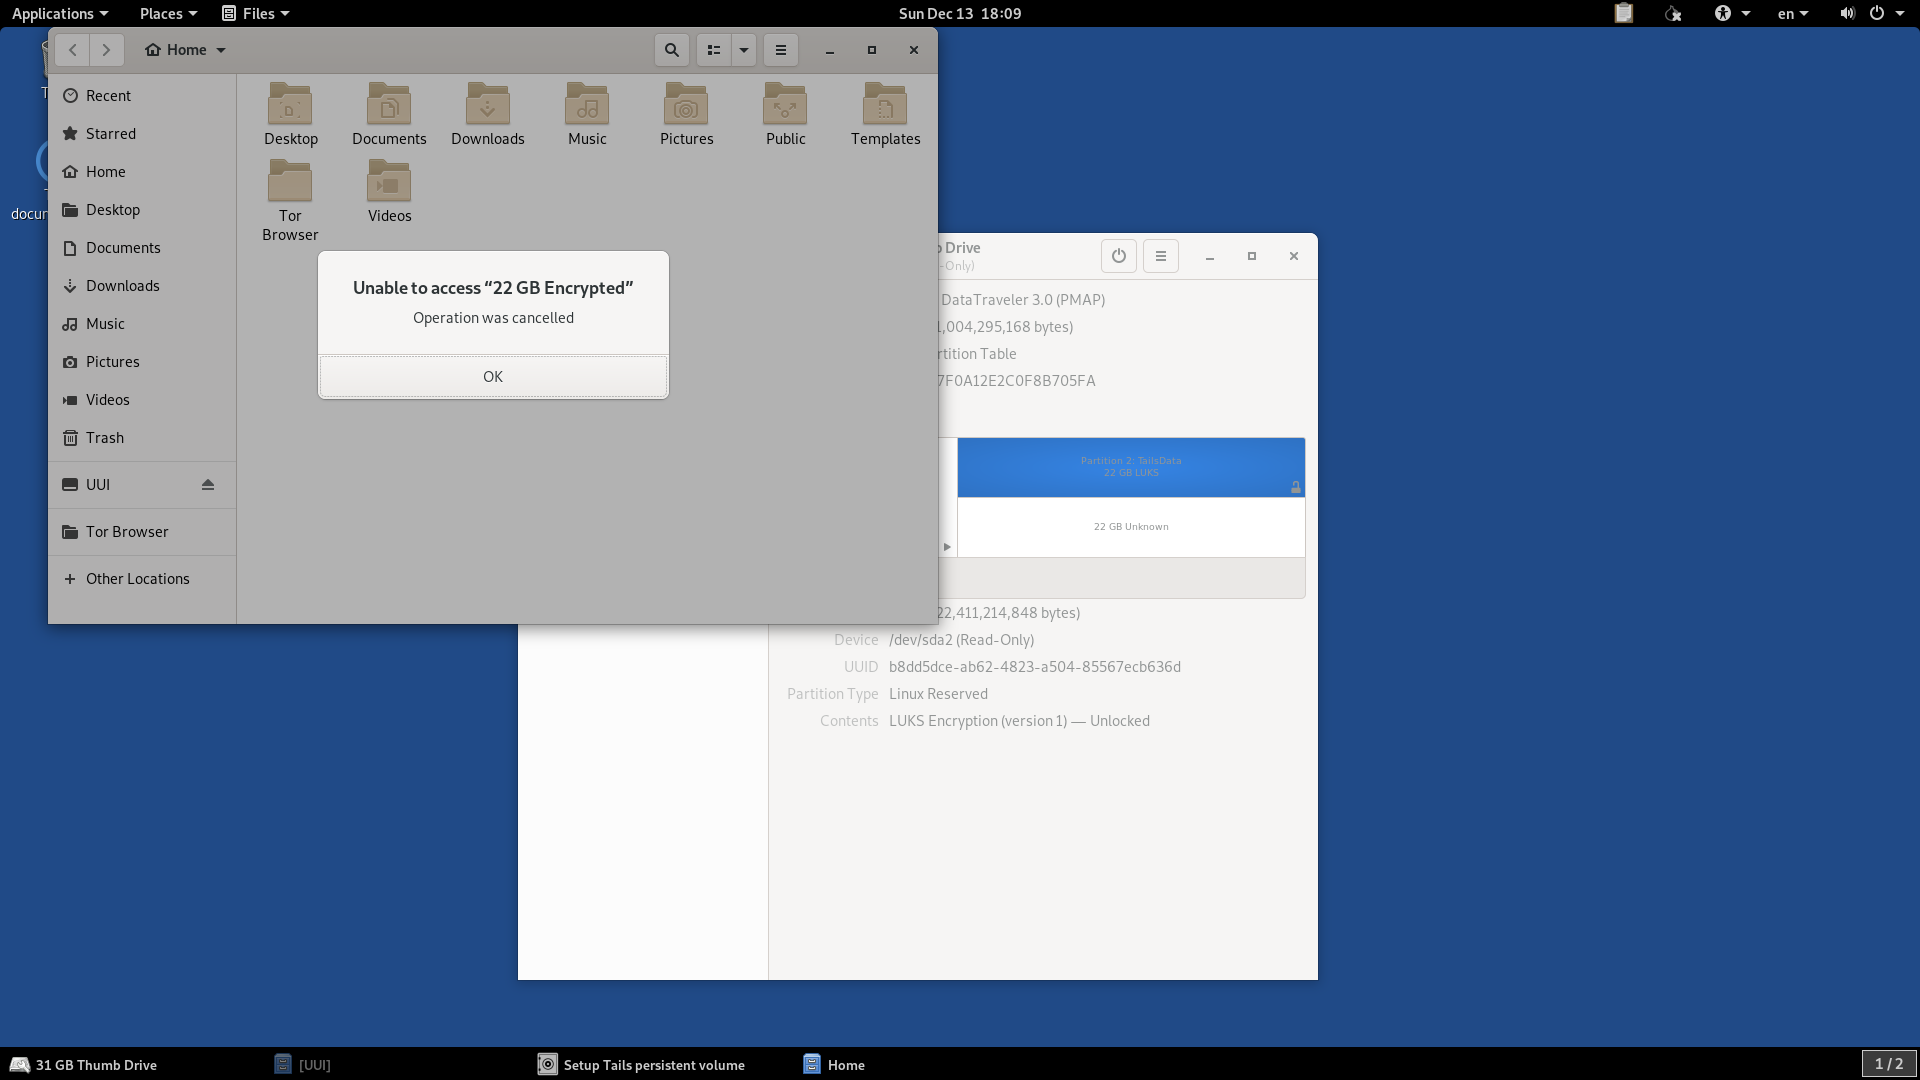 Applications
Places
Files
Sun Dec 13 18:09
en
Home
Recent
Starred
Home
Desktop
Documents
Downloads
Music
Pictures
Videos
Trash
UUI
Tor Browser
Other Locations
Desktop
Documents
Downloads
Music
Pictures
Public
Templates
Tor
Browser
Videos
Unable to access “22 GB Encrypted”
Operation was cancelled
OK
Drive
-Only)
DataTraveler 3.0 (PMAP)
1,004,295,168 bytes)
rtition Table
7F0A12E2C0F8B705FA
Partition 2: TailsData
22 GB LUKS
22 GB Unknown
22,411,214,848 bytes)
Device /dev/sda2 (Read-Only)
UUID b8dd5dce-ab62-4823-a504-85567ecb636d
Partition Type Linux Reserved
Contents LUKS Encryption (version 1) — Unlocked
31 GB Thumb Drive
[UUI]
Setup Tails persistent volume
Home
1 / 2